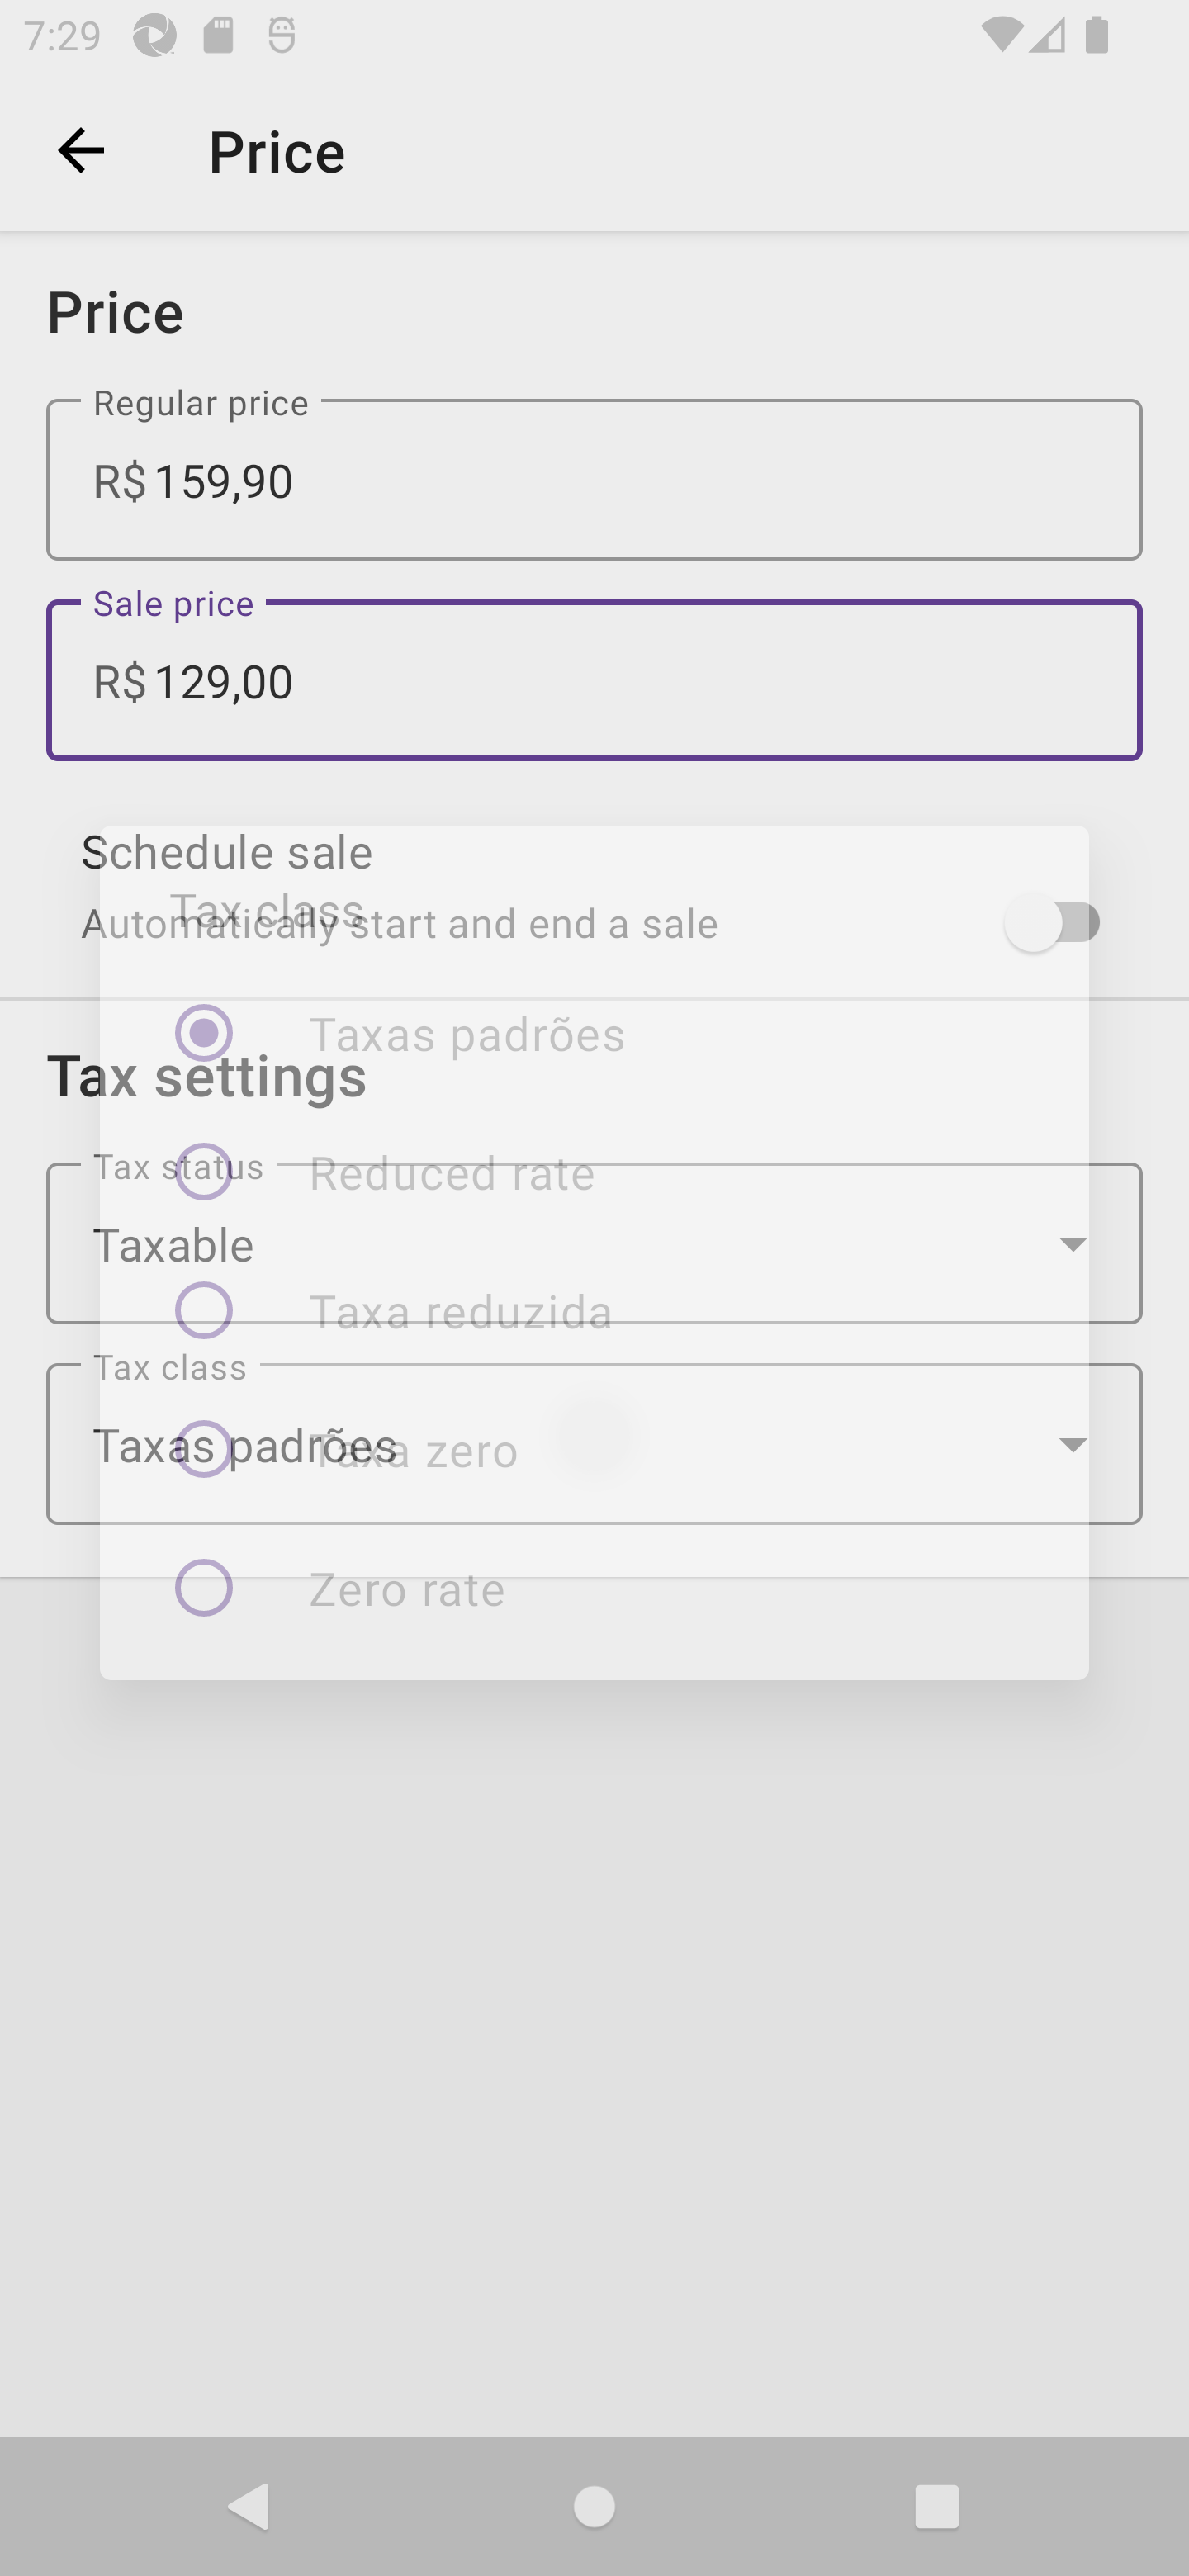 7:29
Price
Price
Regular price
R$ 159,90
Sale price
R$ 129,00
Schedule sale
Automatically start and end a sale
Tax settings
Tax status
Taxable
Tax class
Taxas padrões
Tax class
Taxas padrões
Reduced rate
Taxa reduzida
Taxa zero
Zero rate